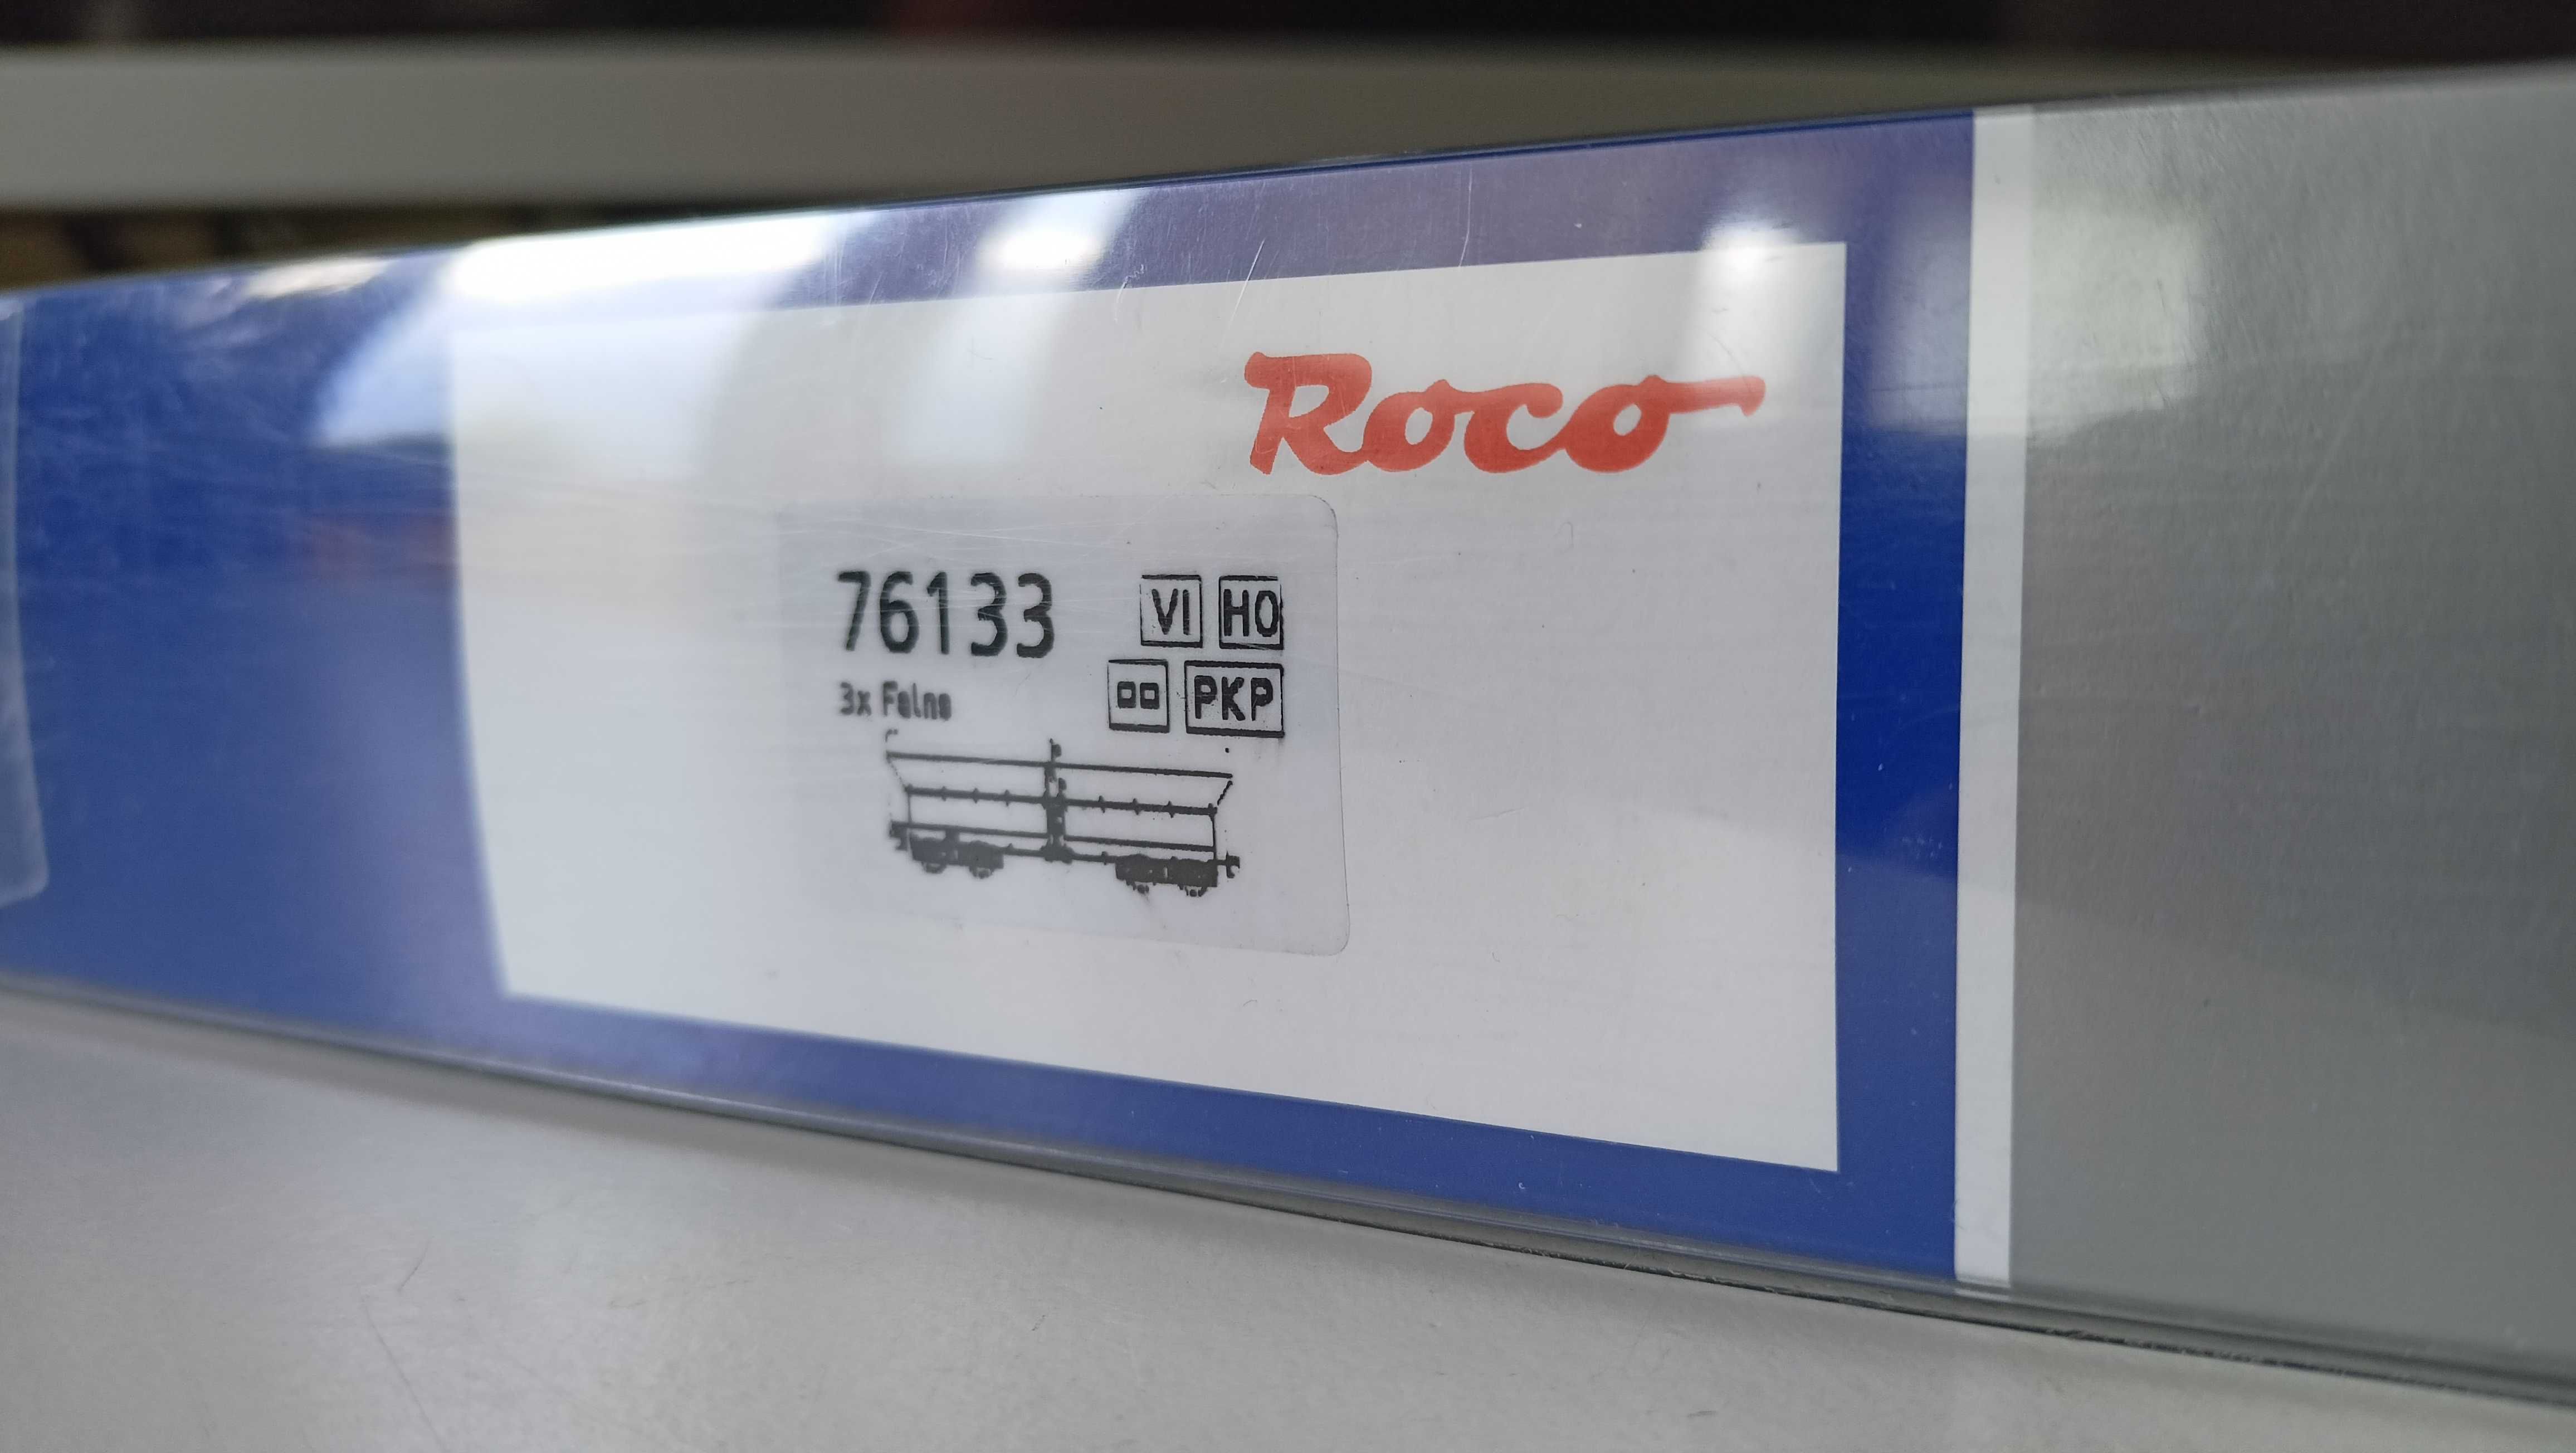 Roco
76133 VI H0
3x Falns PKP